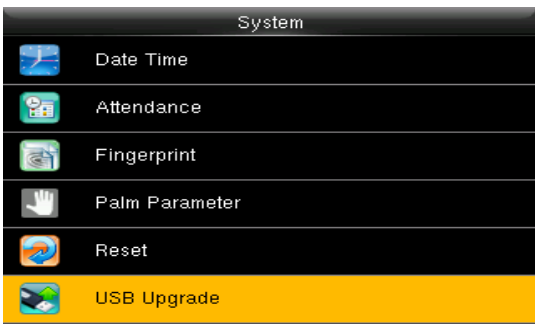 System
Date Time
Attendance
Fingerprint
Palm Parameter
Reset
USB Upgrade